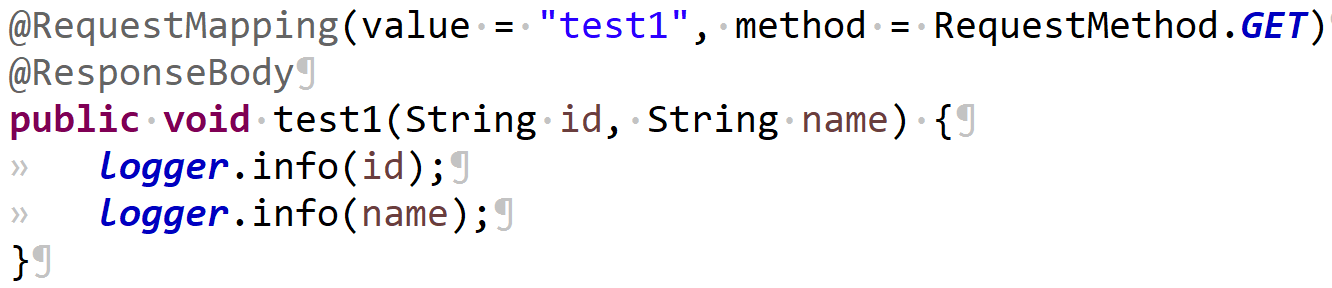 @RequestMapping(value = "test1", method = RequestMethod.GET)
@ResponseBody¶
public void test1(String id, String name) {¶
»   logger.info(id);¶
»   logger.info(name);¶
}¶